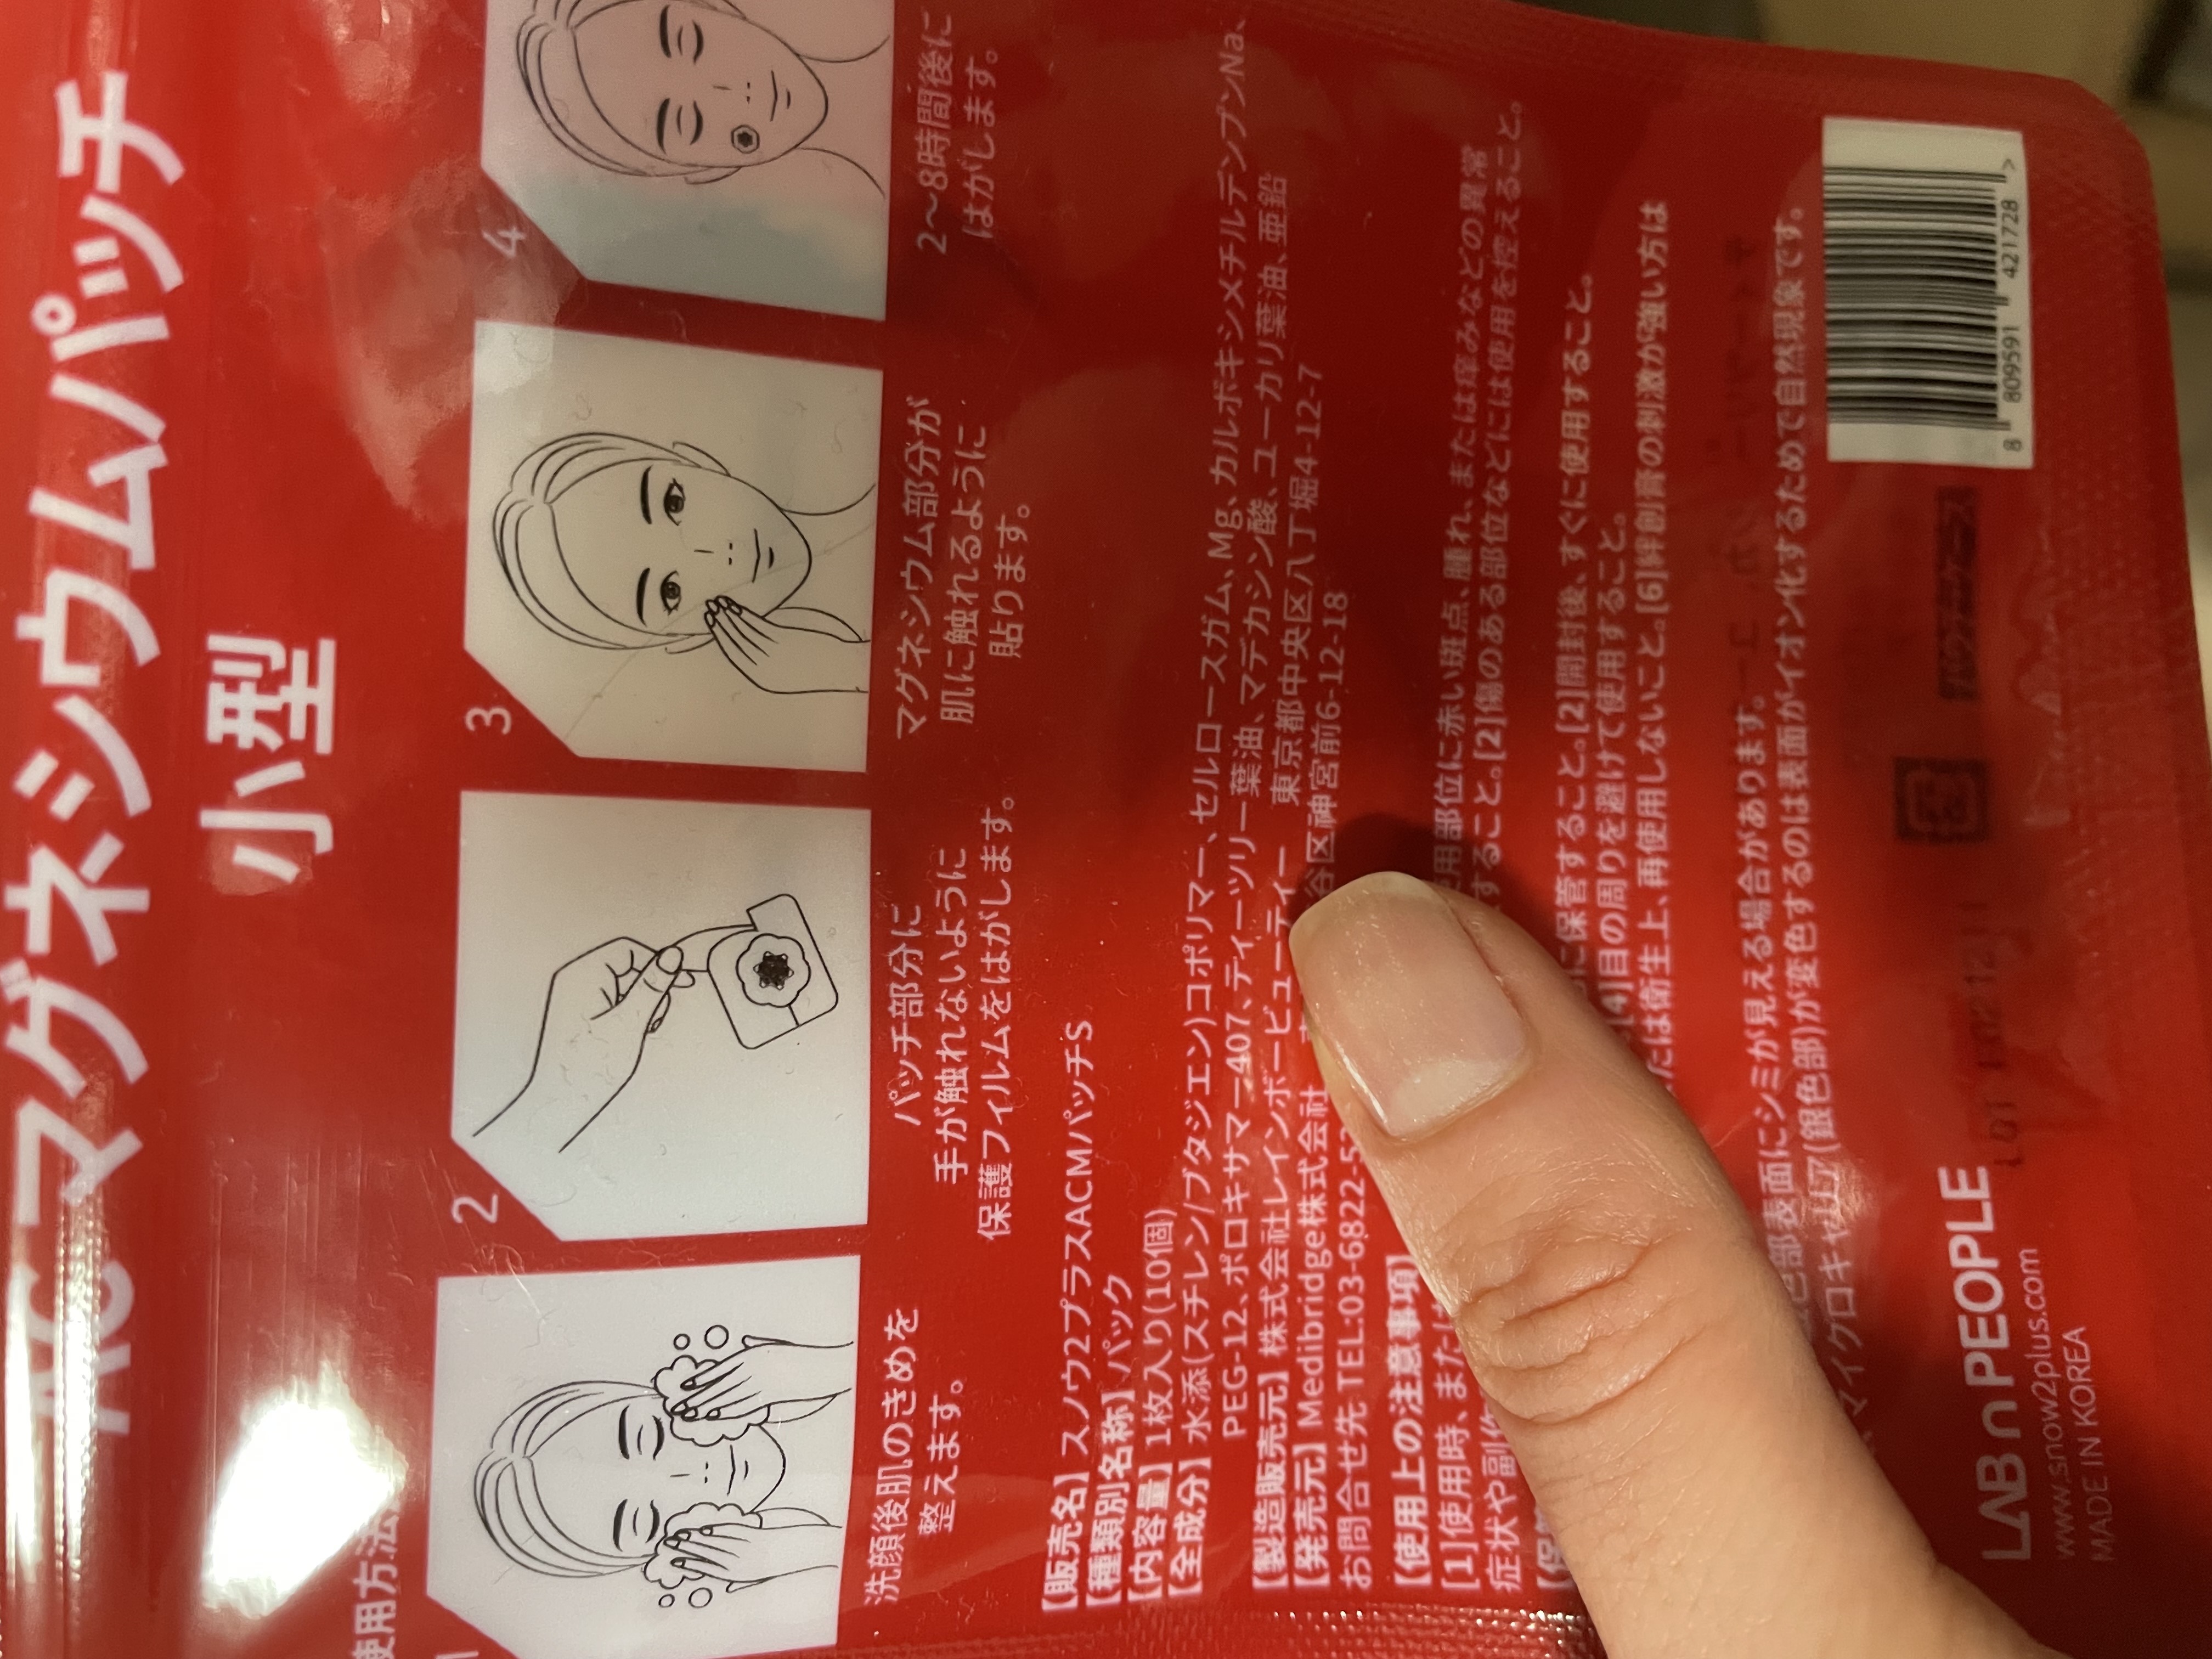 ACマグネシウムパッチ
小型
使用方法
1
2
3
4
洗顔後肌のきめを
整えます。
パッチ部分に
手が触れないように
保護フィルムをはがします。
マグネシウム部分が
肌に触れるように
貼ります。
2～8時間後に
はがします。
【販売名】スノウ2プラスACMパッチS
【種類別名称】パック
【内容量】1枚入り(10個)
【全成分】水添(スチレン/ブタジエン)コポリマー、セルロースガム、Mg、カルボキシメチルデンプンNa、
PEG-12、ポロキサマー407、ティーツリー葉油、マデカシン酸、ユーカリ葉油、亜鉛
【製造販売元】株式会社レインボービューティー 東京都中央区八丁堀4-12-7
【発売元】Medibridge株式会社 谷区神宮前6-12-18
お問合せ先 TEL:03-6822-5
【使用上の注意事項】
[1]使用時、また 使用部位に赤い斑点、腫れ、または痒みなどの異常
症状や副作 すること。[2]傷のある部位などには使用を控えること。
に保管すること。[2]開封後、すぐに使用すること。
[4]目の周りを避けて使用すること。
たは衛生上、再使用しないこと。[6]絆創膏の刺激が強い方は
色部表面にシミが見える場合があります。
マイクロキャリア(銀色部)が変色するのは表面がイオン化するためで自然現象です。
LAB n PEOPLE
www.snow2plus.com
MADE IN KOREA
8 809591 421728 >